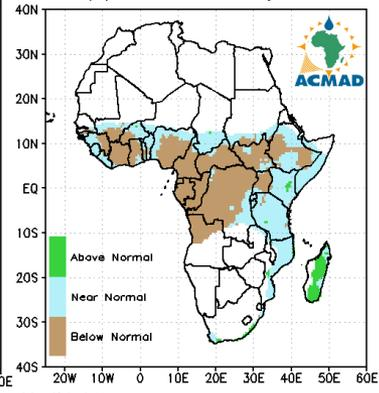 40N
30N
ACMAD
20N
10N
EQ
10S
Above Normal
20S
Near Normal
30S
Below Normal
40S
0E 20W 10W 0 10E 20E 30E 40E 50E 60E